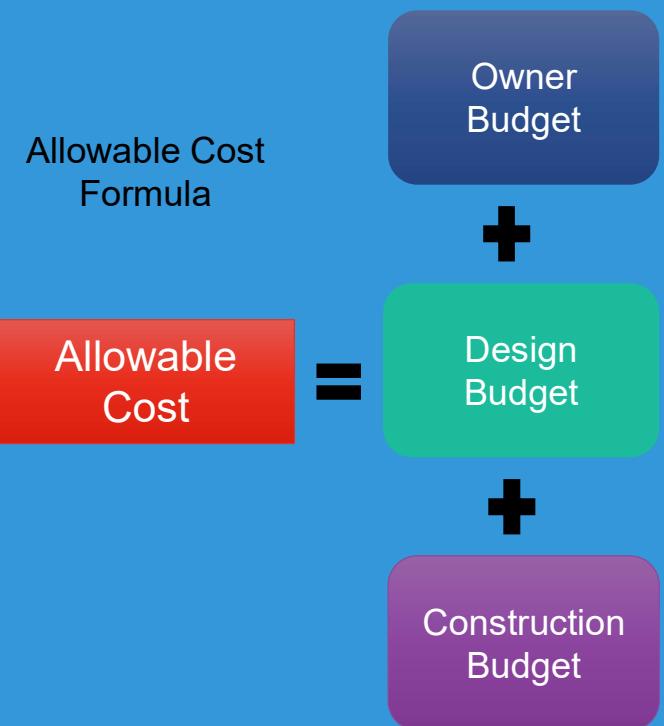 Allowable Cost
Formula
Allowable
Cost
=
Owner
Budget
+
Design
Budget
+
Construction
Budget